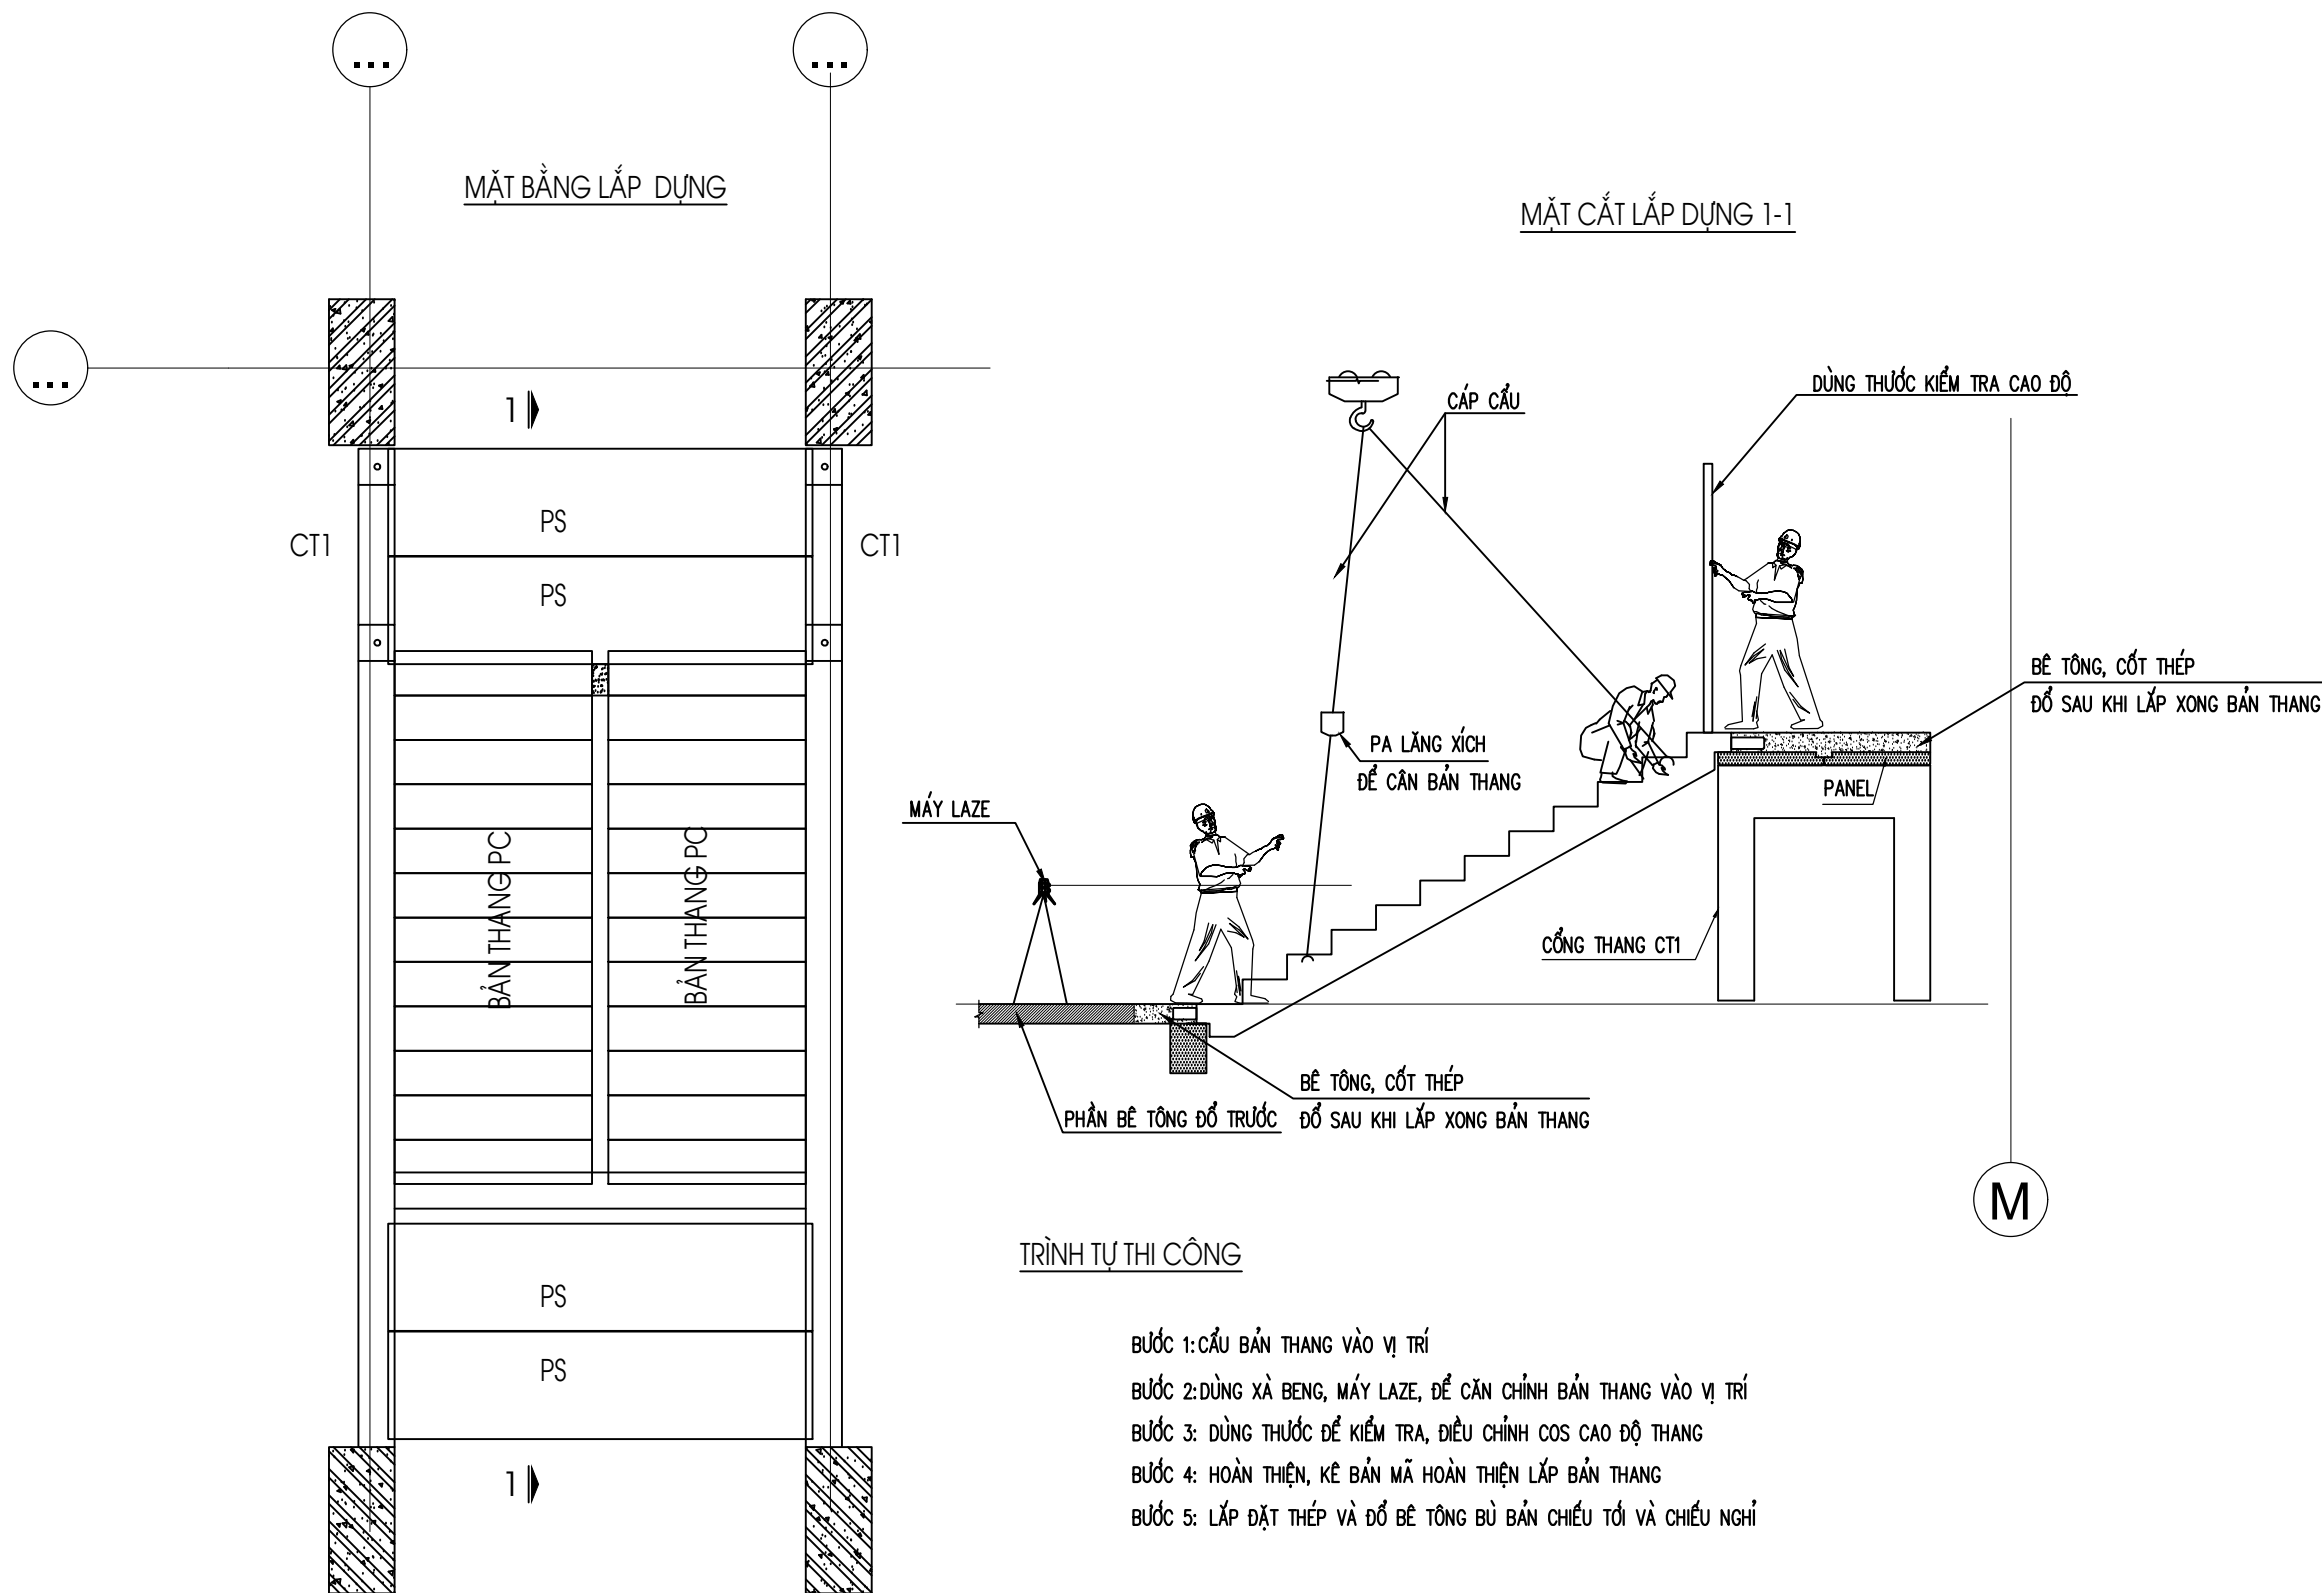 ...
...
MẶT BẰNG LẮP DỰNG
MẶT CẮT LẮP DỰNG 1-1
...
1
DÙNG THƯỚC KIỂM TRA CAO ĐỘ
CÁP CẨU
PS
CT1
CT1
PS
BÊ TÔNG, CỐT THÉP
ĐỔ SAU KHI LẮP XONG BẢN THANG
PA LĂNG XÍCH
ĐỂ CÂN BẢN THANG
PANEL
MÁY LAZE
BẢN THANG PC
BẢN THANG PC
CỔNG THANG CT1
BÊ TÔNG, CỐT THÉP
ĐỔ SAU KHI LẮP XONG BẢN THANG
PHẦN BÊ TÔNG ĐỔ TRƯỚC
M
TRÌNH TỰ THI CÔNG
PS
PS
BƯỚC 1: CẨU BẢN THANG VÀO VỊ TRÍ
BƯỚC 2: DÙNG XÀ BENG, MÁY LAZE, ĐỂ CĂN CHỈNH BẢN THANG VÀO VỊ TRÍ
BƯỚC 3: DÙNG THƯỚC ĐỂ KIỂM TRA, ĐIỀU CHỈNH COS CAO ĐỘ THANG
BƯỚC 4: HOÀN THIỆN, KÊ BẢN MÃ HOÀN THIỆN LẮP BẢN THANG
BƯỚC 5: LẮP ĐẶT THÉP VÀ ĐỔ BÊ TÔNG BÙ BẢN CHIẾU TỚI VÀ CHIẾU NGHỈ
1